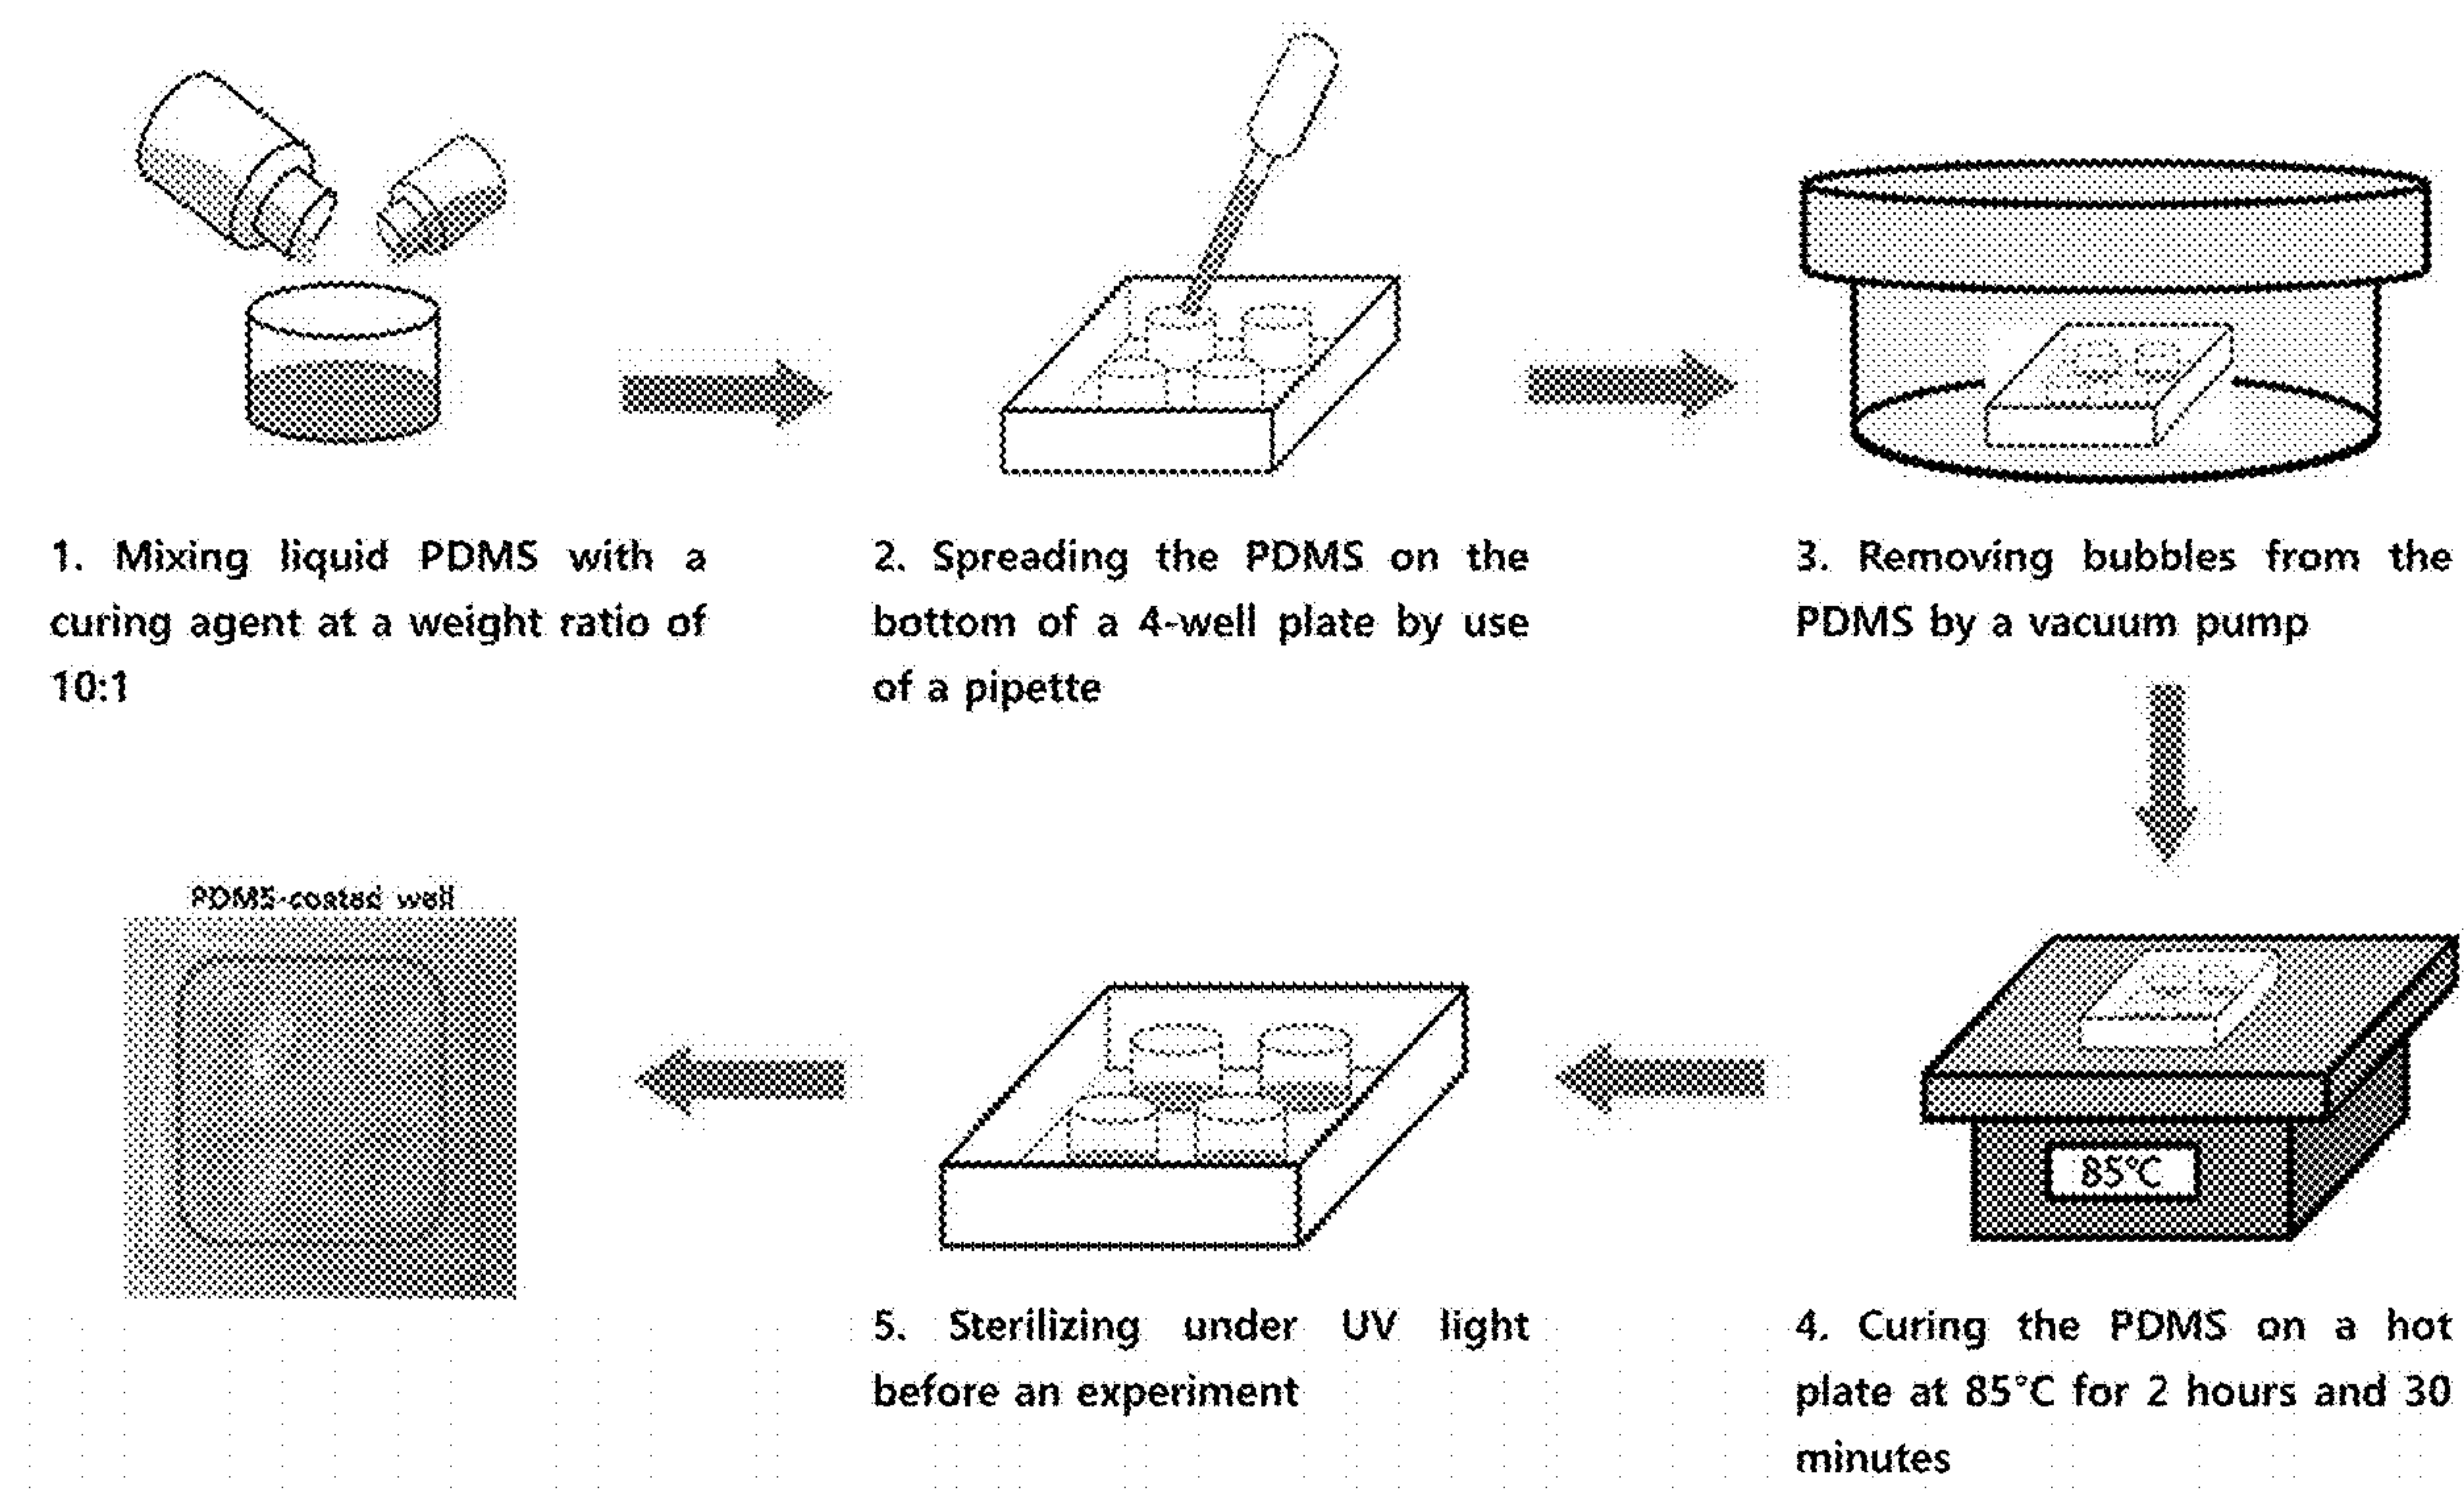 1. Mixing liquid PDMS with a
curing agent at a weight ratio of
10:1
2. Spreading the PDMS on the
bottom of a 4-well plate by use
of a pipette
3. Removing bubbles from the
PDMS by a vacuum pump
85°C
4. Curing the PDMS on a hot
plate at 85°C for 2 hours and 30
minutes
5. Sterilizing under UV light
before an experiment
PDMS-coated well